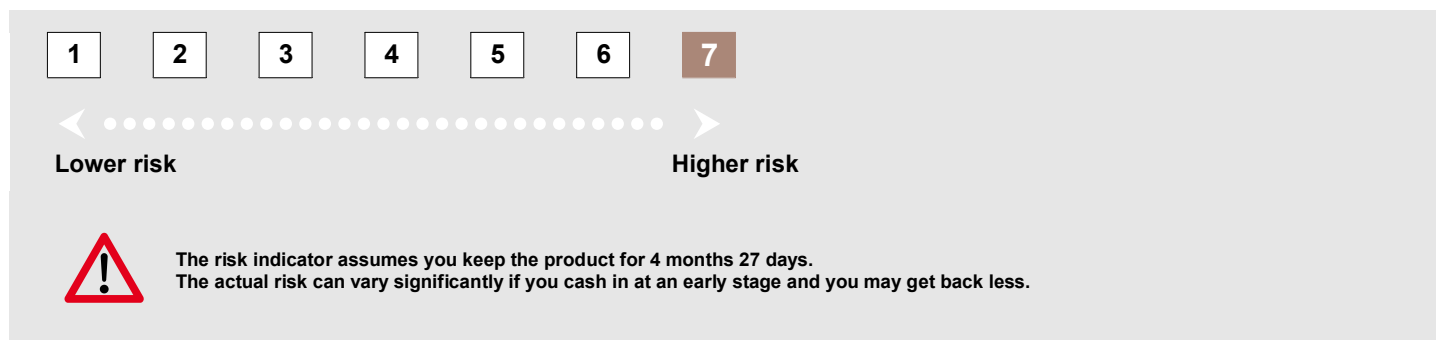 1 2 3 4 5 6 7
Lower risk Higher risk
The risk indicator assumes you keep the product for 4 months 27 days.
The actual risk can vary significantly if you cash in at an early stage and you may get back less.